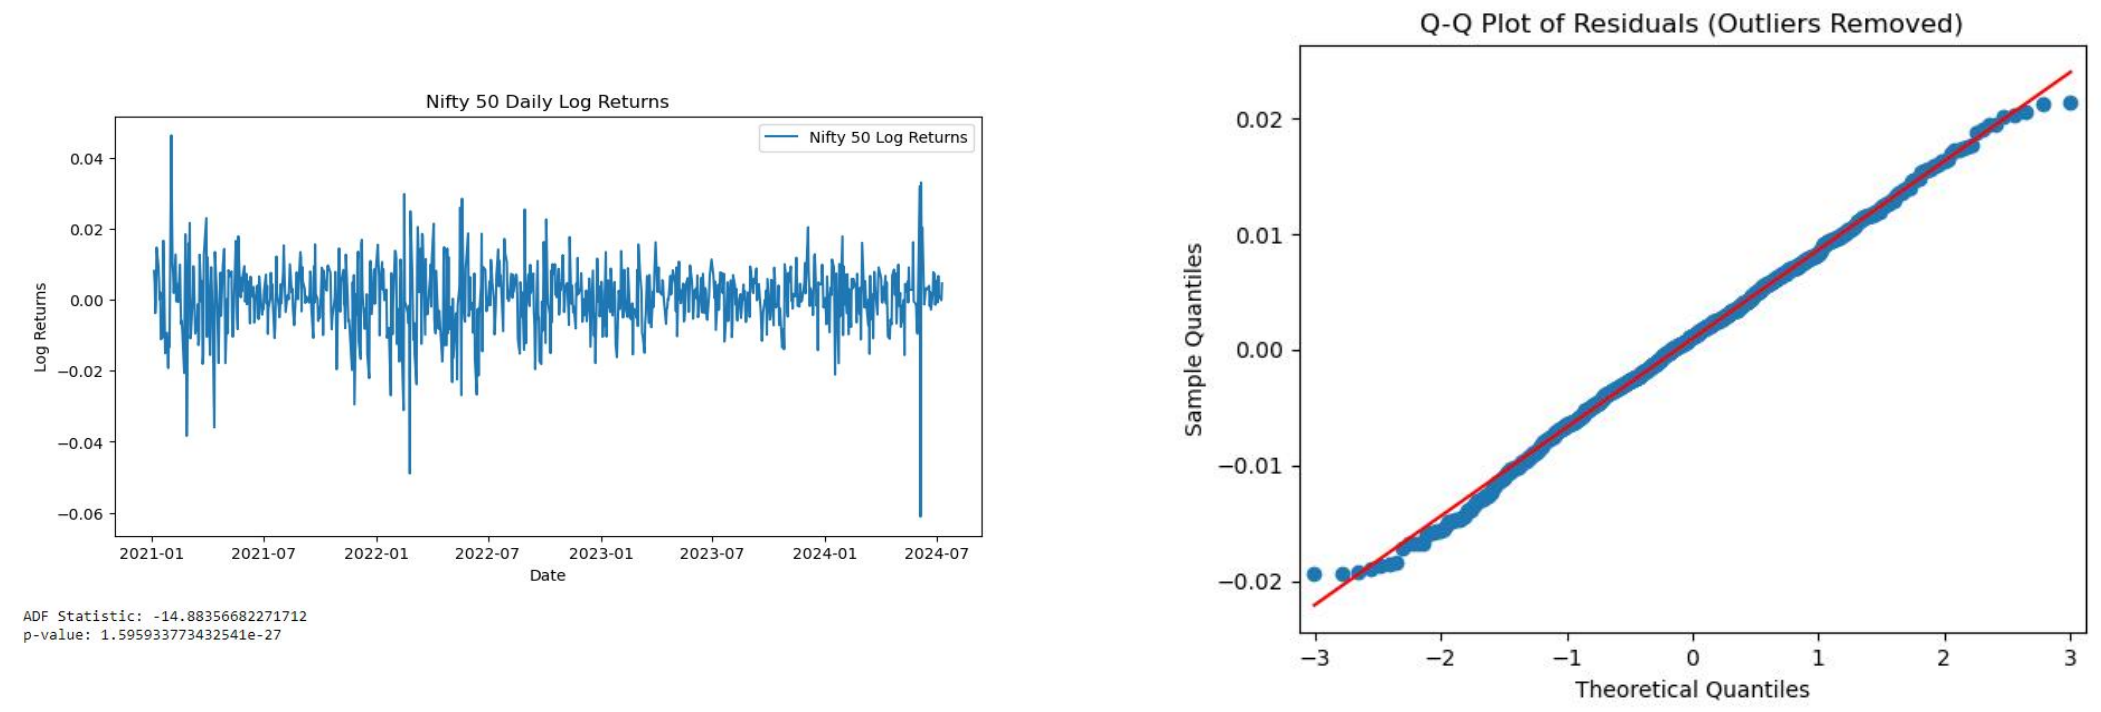 Nifty 50 Daily Log Returns
Nifty 50 Log Returns
Log Returns
0.04
0.02
0.00
−0.02
−0.04
−0.06
2021-01 2021-07 2022-01 2022-07 2023-01 2023-07 2024-01 2024-07
Date
ADF Statistic: -14.88356682271712
p-value: 1.595933773432541e-27
Q-Q Plot of Residuals (Outliers Removed)
Sample Quantiles
0.02
0.01
0.00
−0.01
−0.02
−3 −2 −1 0 1 2 3
Theoretical Quantiles